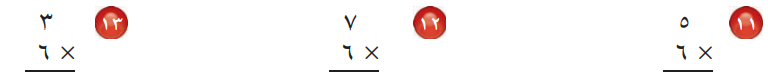 ١١ ٥ ١٢ ٧ ١٣ ٣
٦ × ٦ × ٦ ×